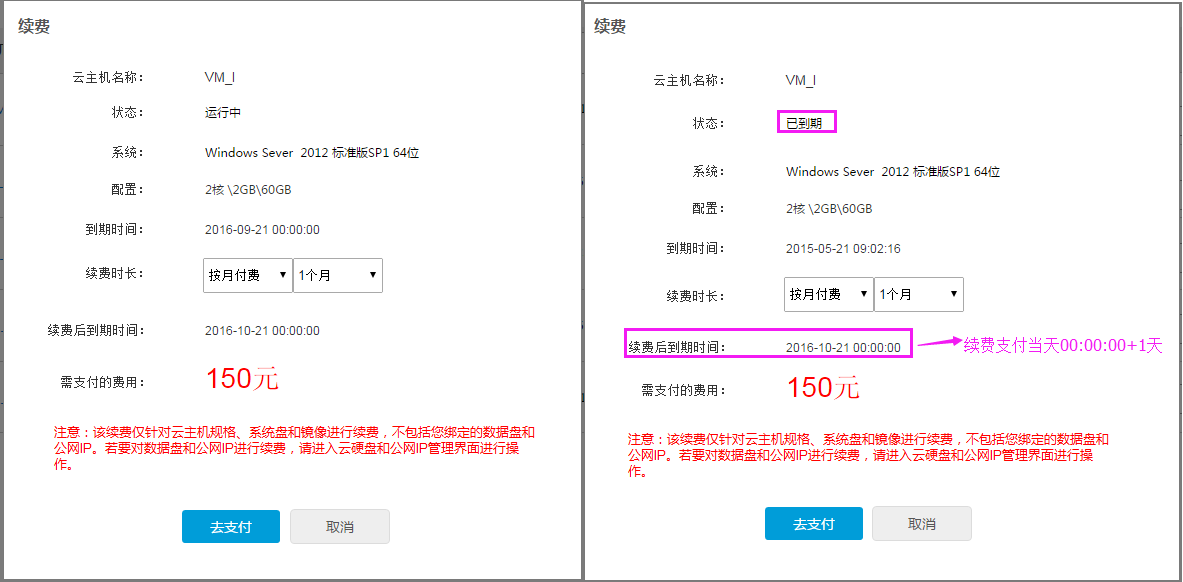 续费
云主机名称： VM_I
状态： 运行中
系统： Windows Sever 2012 标准版SP1 64位
配置： 2核 \2GB\60GB
到期时间： 2016-09-21 00:00:00
续费时长： 按月付费 1个月
续费后到期时间： 2016-10-21 00:00:00
需支付的费用： 150元
注意：该续费仅针对云主机规格、系统盘和镜像进行续费，不包括您绑定的数据盘和
公网IP。若要对数据盘和公网IP进行续费，请进入云硬盘和公网IP管理界面进行操
作。
去支付 取消
续费
云主机名称： VM_I
状态： 已到期
系统： Windows Sever 2012 标准版SP1 64位
配置： 2核 \2GB\60GB
到期时间： 2015-05-21 09:02:16
续费时长： 按月付费 1个月
续费后到期时间： 2016-10-21 00:00:00 续费支付当天00:00:00+1天
需支付的费用： 150元
注意：该续费仅针对云主机规格、系统盘和镜像进行续费，不包括您绑定的数据盘和
公网IP。若要对数据盘和公网IP进行续费，请进入云硬盘和公网IP管理界面进行操
作。
去支付 取消